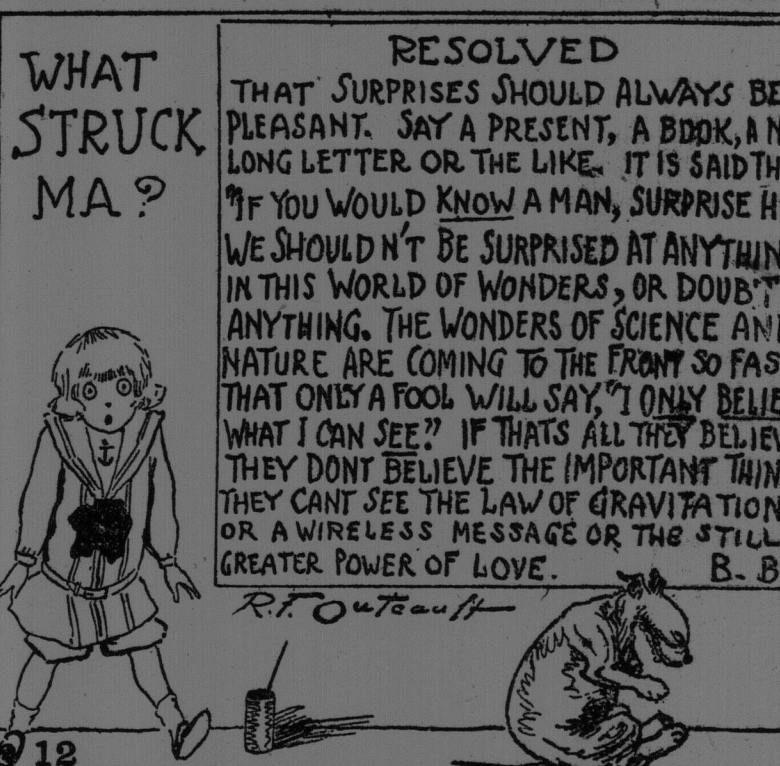 WHAT
STRUCK
MA?
RESOLVED
THAT SURPRISES SHOULD ALWAYS BE
PLEASANT. SAY A PRESENT, A BOOK, A N
LONG LETTER OR THE LIKE. IT IS SAID TH
"IF YOU WOULD KNOW A MAN, SURPRISE H
WE SHOULDN'T BE SURPRISED AT ANYTHIN
IN THIS WORLD OF WONDERS, OR DOUBT
ANYTHING. THE WONDERS OF SCIENCE AN
NATURE ARE COMING TO THE FRONT SO FAS
THAT ONLY A FOOL WILL SAY, "I ONLY BELIE
WHAT I CAN SEE." IF THATS ALL THEY BELIEV
THEY DONT BELIEVE THE IMPORTANT THIN
THEY CANT SEE THE LAW OF GRAVITATION
OR A WIRELESS MESSAGE OR THE STILL
GREATER POWER OF LOVE. B. B
R.F. Outcault
12